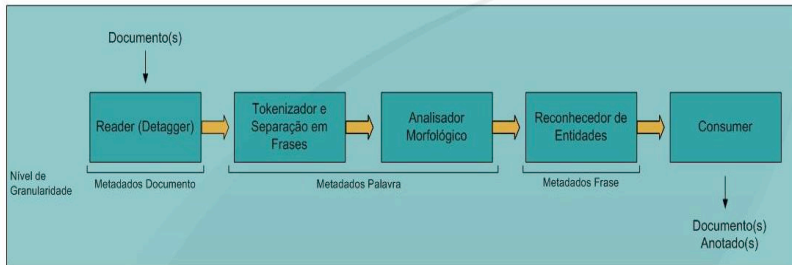 Documento(s)
Reader (Detagger)
Tokenizador e
Separação em
Frases
Analisador
Morfológico
Reconhecedor de
Entidades
Consumer
Nível de
Granularidade
Metadados Documento
Metadados Palavra
Metadados Frase
Documento(s)
Anotado(s)